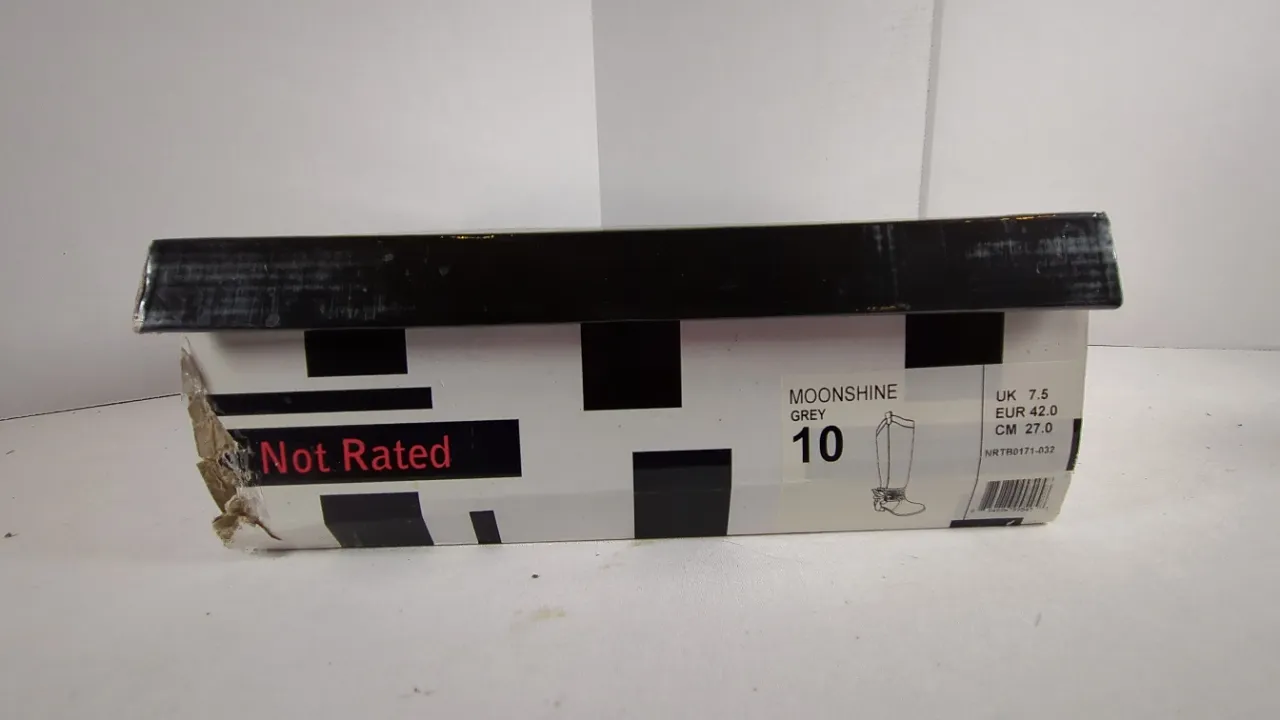 Not Rated
MOONSHINE
GREY
10
UK 7.5
EUR 42.0
CM 27.0
NRTB0171-032